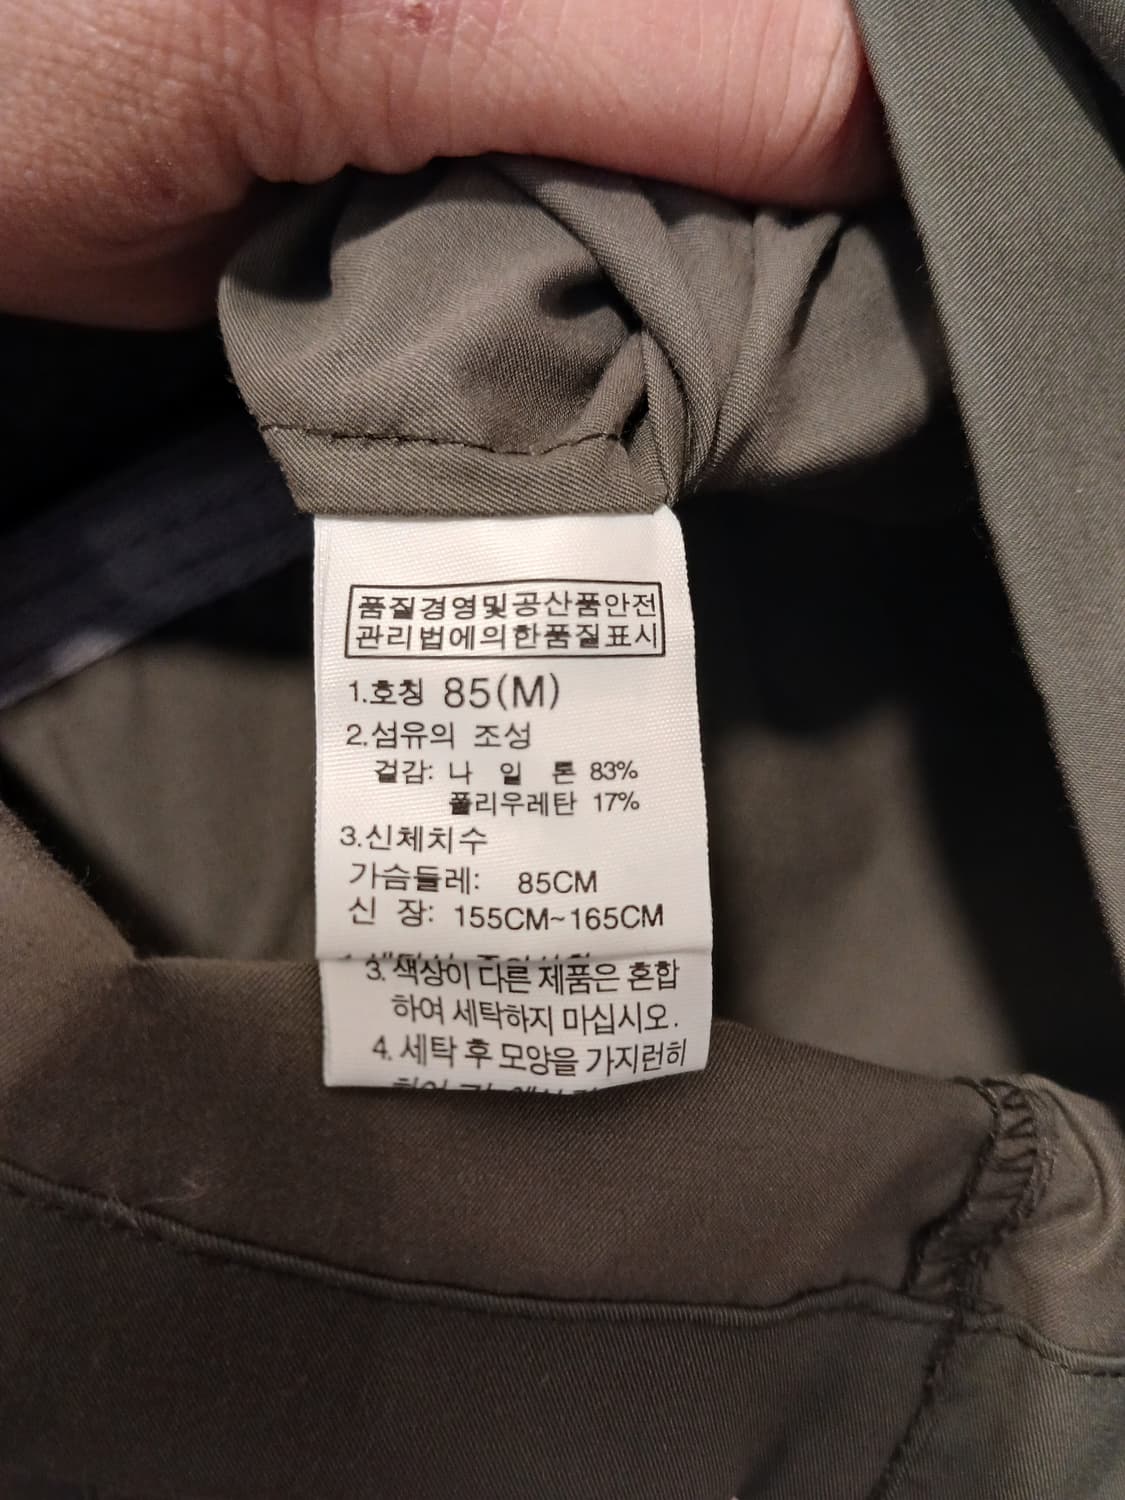 품질경영및공산품안전
관리법에의한품질표시
1.호칭 85(M)
2.섬유의 조성
겉감: 나 일 론 83%
폴리우레탄 17%
3.신체치수
가슴둘레: 85CM
신 장: 155CM~165CM
3. 색상이 다른 제품은 혼합
하여 세탁하지 마십시오.
4. 세탁 후 모양을 가지런히